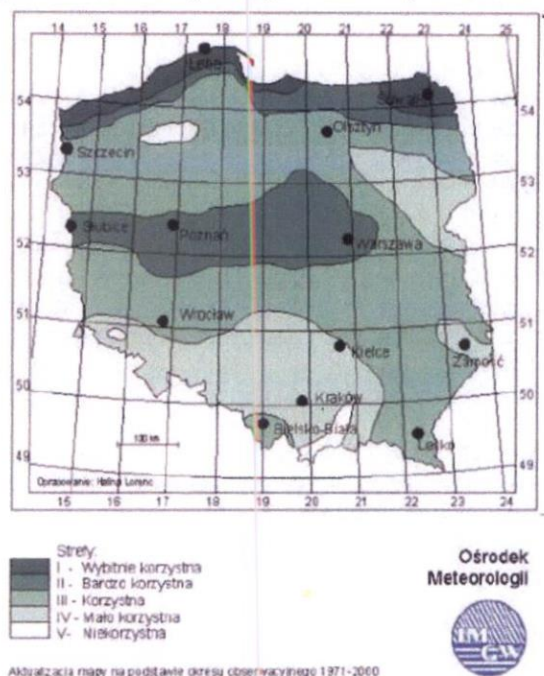 14 15 16 17 18 19 20 21 22 23 24 25
54 54
53 53
52 52
51 51
50 50
49 49
Łeba
Suwałki
Olsztyn
Szczecin
Słubice
Poznań
Warszawa
Wrocław
Kielce
Zamość
Kraków
Bielsko-Biała
Lesko
100 km
Opracowanie: Halina Lorenc
15 16 17 18 19 20 21 22 23 24
Strefy:
I - Wybitnie korzystna
II - Bardzo korzystna
III - Korzystna
IV - Mało korzystna
V- Niekorzystna
Ośrodek
Meteorologii
IM
GW
Aktualizacja mapy na podstawie okresu obserwacyjnego 1971-2000